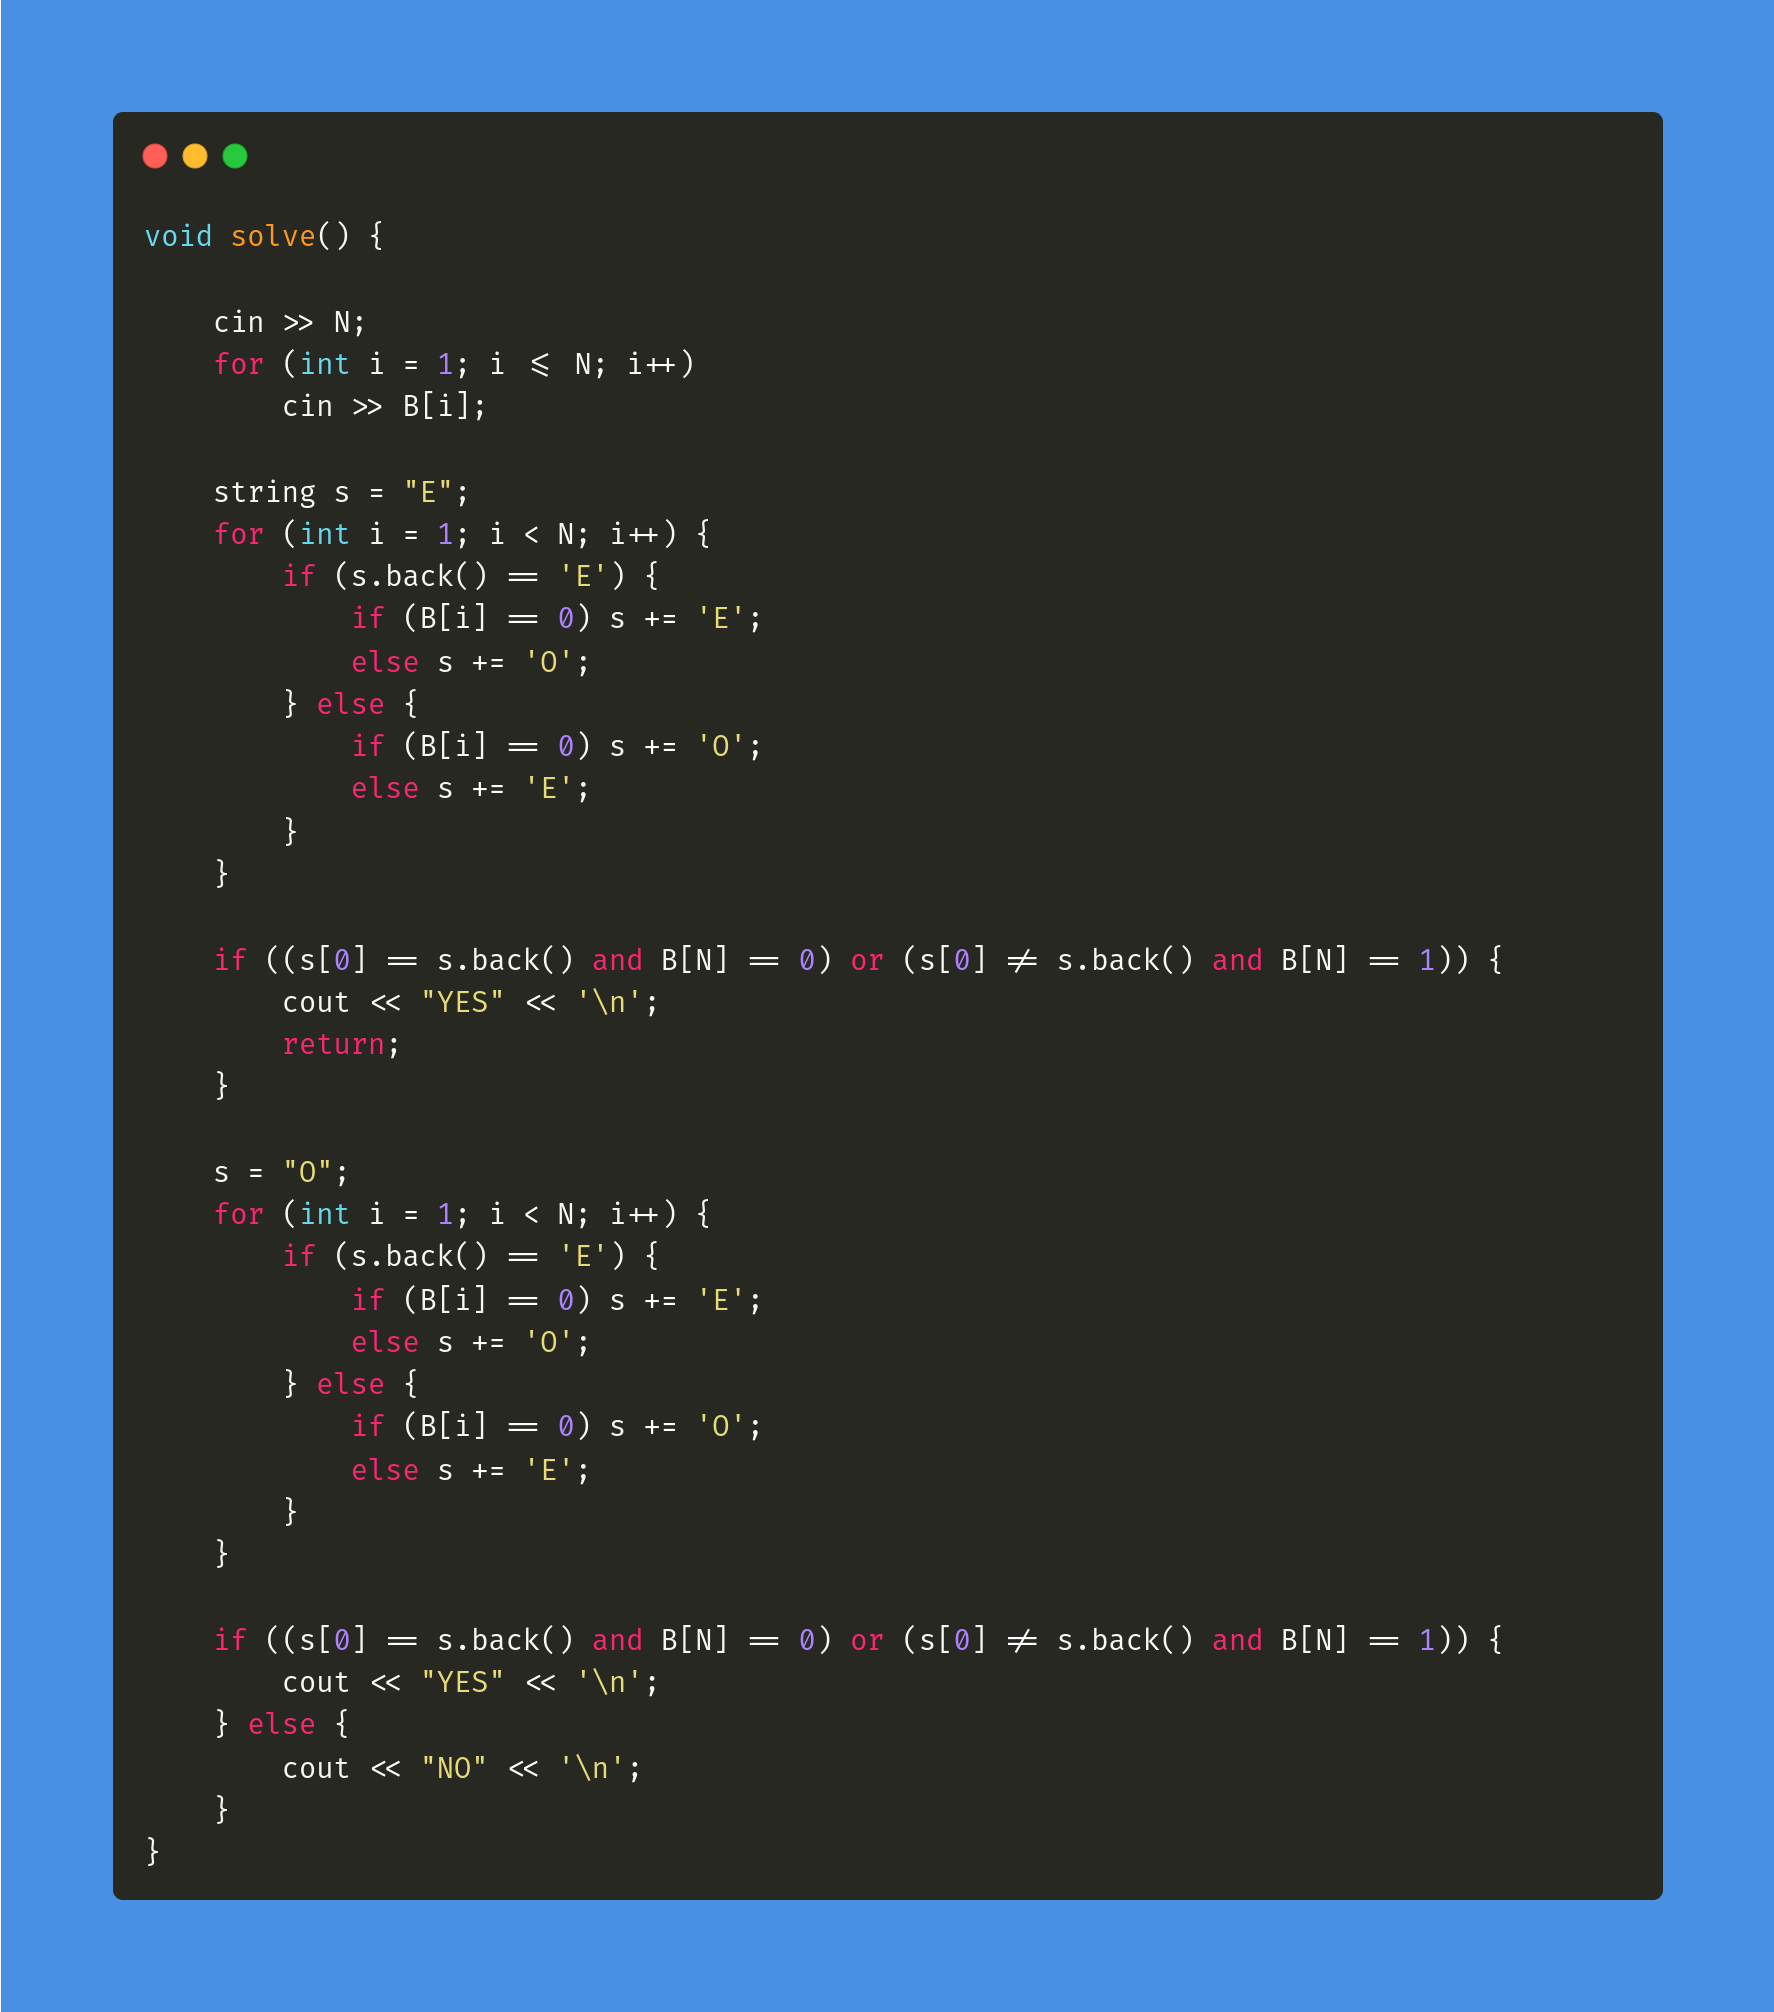 void solve() {

    cin >> N;
    for (int i = 1; i <= N; i++)
        cin >> B[i];

    string s = "E";
    for (int i = 1; i < N; i++) {
        if (s.back() == 'E') {
            if (B[i] == 0) s += 'E';
            else s += 'O';
        } else {
            if (B[i] == 0) s += 'O';
            else s += 'E';
        }
    }

    if ((s[0] == s.back() and B[N] == 0) or (s[0] != s.back() and B[N] == 1)) {
        cout << "YES" << '\n';
        return;
    }

    s = "O";
    for (int i = 1; i < N; i++) {
        if (s.back() == 'E') {
            if (B[i] == 0) s += 'E';
            else s += 'O';
        } else {
            if (B[i] == 0) s += 'O';
            else s += 'E';
        }
    }

    if ((s[0] == s.back() and B[N] == 0) or (s[0] != s.back() and B[N] == 1)) {
        cout << "YES" << '\n';
    } else {
        cout << "NO" << '\n';
    }
}